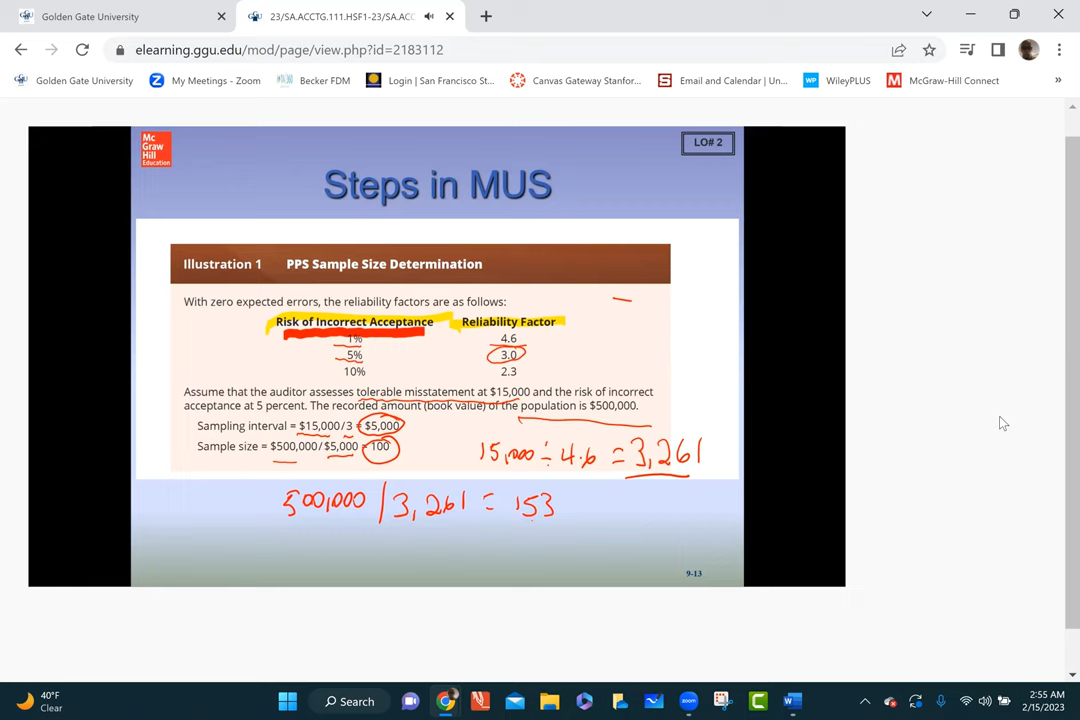 Golden Gate University
23/SA.ACCTG.111.HSF1-23/SA.ACC
elearning.ggu.edu/mod/page/view.php?id=2183112
Golden Gate University My Meetings - Zoom Becker FDM Login | San Francisco St... Canvas Gateway Stanfor... Email and Calendar | Un... WP WileyPLUS M McGraw-Hill Connect »
Mc
Graw
Hill
Education
LO# 2
Steps in MUS
Illustration 1 PPS Sample Size Determination
With zero expected errors, the reliability factors are as follows:
Risk of Incorrect Acceptance Reliability Factor
1% 4.6
5% 3.0
10% 2.3
Assume that the auditor assesses tolerable misstatement at $15,000 and the risk of incorrect
acceptance at 5 percent. The recorded amount (book value) of the population is $500,000.
Sampling interval = $15,000/3 = $5,000
Sample size = $500,000/$5,000 = 100
15,000 ÷ 4.6 = 3,261
500,000 / 3,261 = 153
9-13
40°F
Clear
Search
2:55 AM
2/15/2023